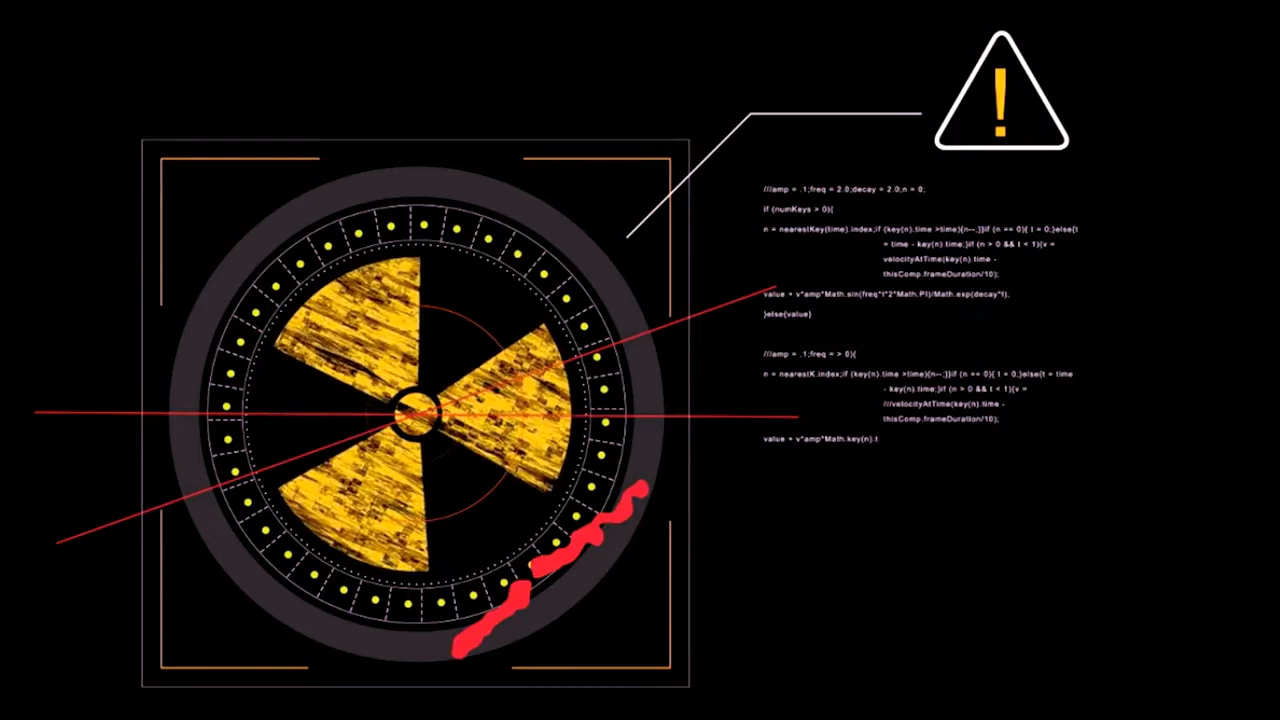 !
///amp = .1;freq = 2.0;decay = 2.0;n = 0;
if (numKeys > 0){
n = nearestKey(time).index;if (key(n).time >time){n--;}}if (n == 0){ t = 0;}else{t
= time - key(n).time;}if (n > 0 && t < 1){v =
velocityAtTime(key(n).time -
thisComp.frameDuration/10);
value + v*amp*Math.sin(freq*t*2*Math.PI)/Math.exp(decay*t);
}else{value}
///amp = .1;freq = > 0){
n = nearestK.index;if (key(n).time >time){n--;}}if (n == 0){ t = 0;}else{t = time
- key(n).time;}if (n > 0 && t < 1){v =
///velocityAtTime(key(n).time -
thisComp.frameDuration/10);
value + v*amp*Math.key(n).t